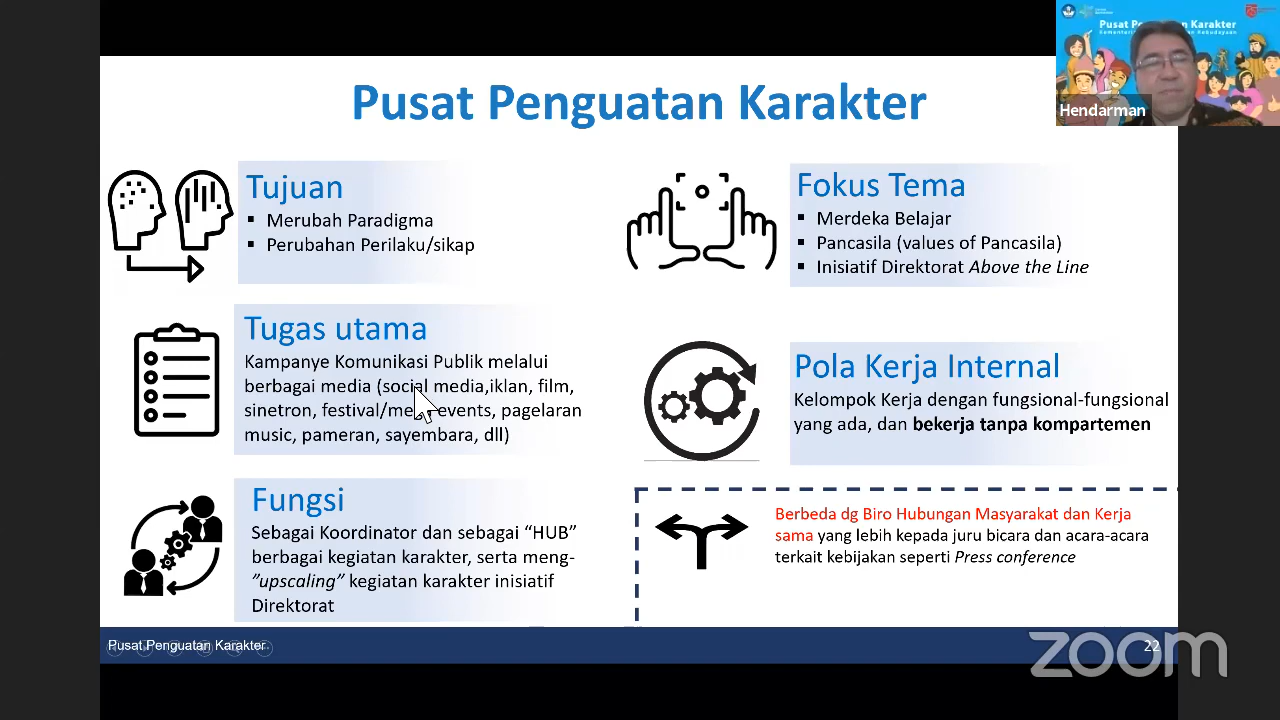 Pusat Penguatan Karakter
Hendarman
Pusat Penguatan Karakter
Tujuan
▪ Merubah Paradigma
▪ Perubahan Perilaku/sikap
Fokus Tema
▪ Merdeka Belajar
▪ Pancasila (values of Pancasila)
▪ Inisiatif Direktorat Above the Line
Tugas utama
Kampanye Komunikasi Publik melalui
berbagai media (social media,iklan, film,
sinetron, festival/me events, pagelaran
music, pameran, sayembara, dll)
Pola Kerja Internal
Kelompok Kerja dengan fungsional-fungsional
yang ada, dan bekerja tanpa kompartemen
Fungsi
Sebagai Koordinator dan sebagai “HUB”
berbagai kegiatan karakter, serta meng-
”upscaling” kegiatan karakter inisiatif
Direktorat
Berbeda dg Biro Hubungan Masyarakat dan Kerja
sama yang lebih kepada juru bicara dan acara-acara
terkait kebijakan seperti Press conference
Pusat Penguatan Karakter
22
zoom